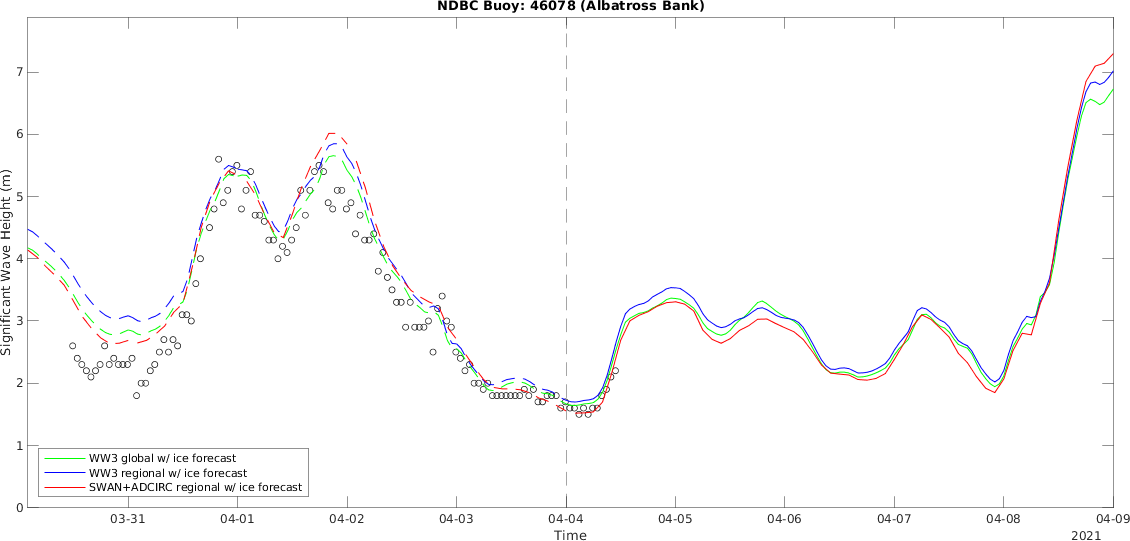 NDBC Buoy: 46078 (Albatross Bank)
Significant Wave Height (m)
7
6
5
4
3
2
1
0
WW3 global w/ ice forecast
WW3 regional w/ ice forecast
SWAN+ADCIRC regional w/ ice forecast
03-31 04-01 04-02 04-03 04-04 04-05 04-06 04-07 04-08 04-09
Time
2021